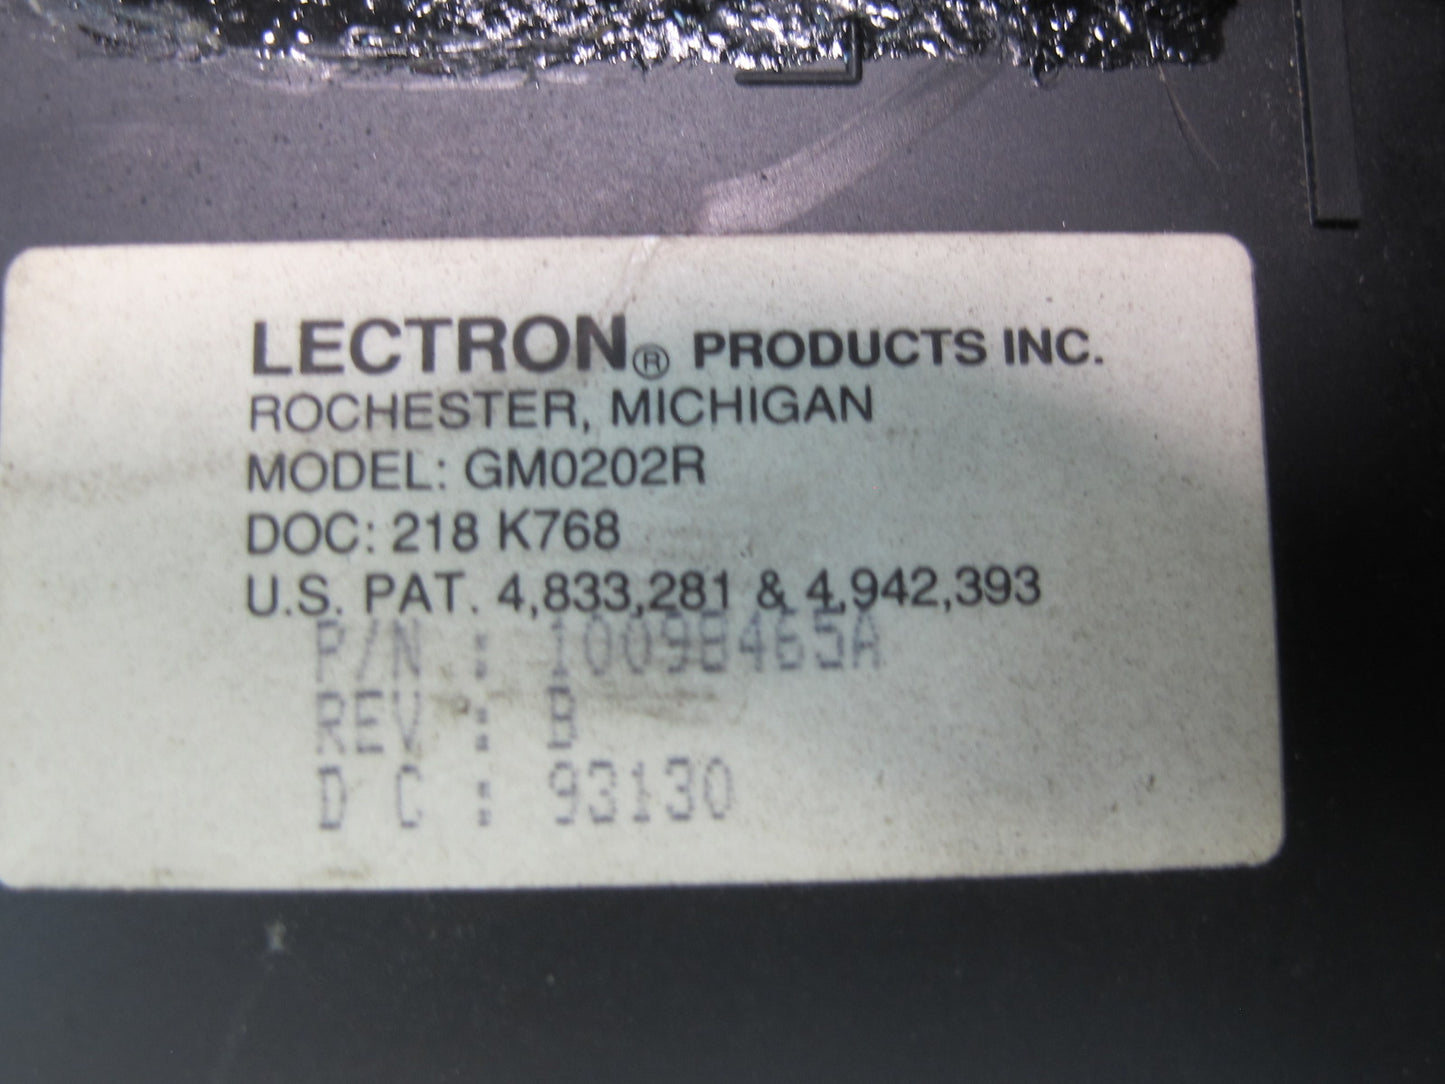 LECTRON® PRODUCTS INC.
ROCHESTER, MICHIGAN
MODEL: GM0202R
DOC: 218 K768
U.S. PAT. 4,833,281 & 4,942,393
P/N : 10098465A
REV : B
D C : 93130